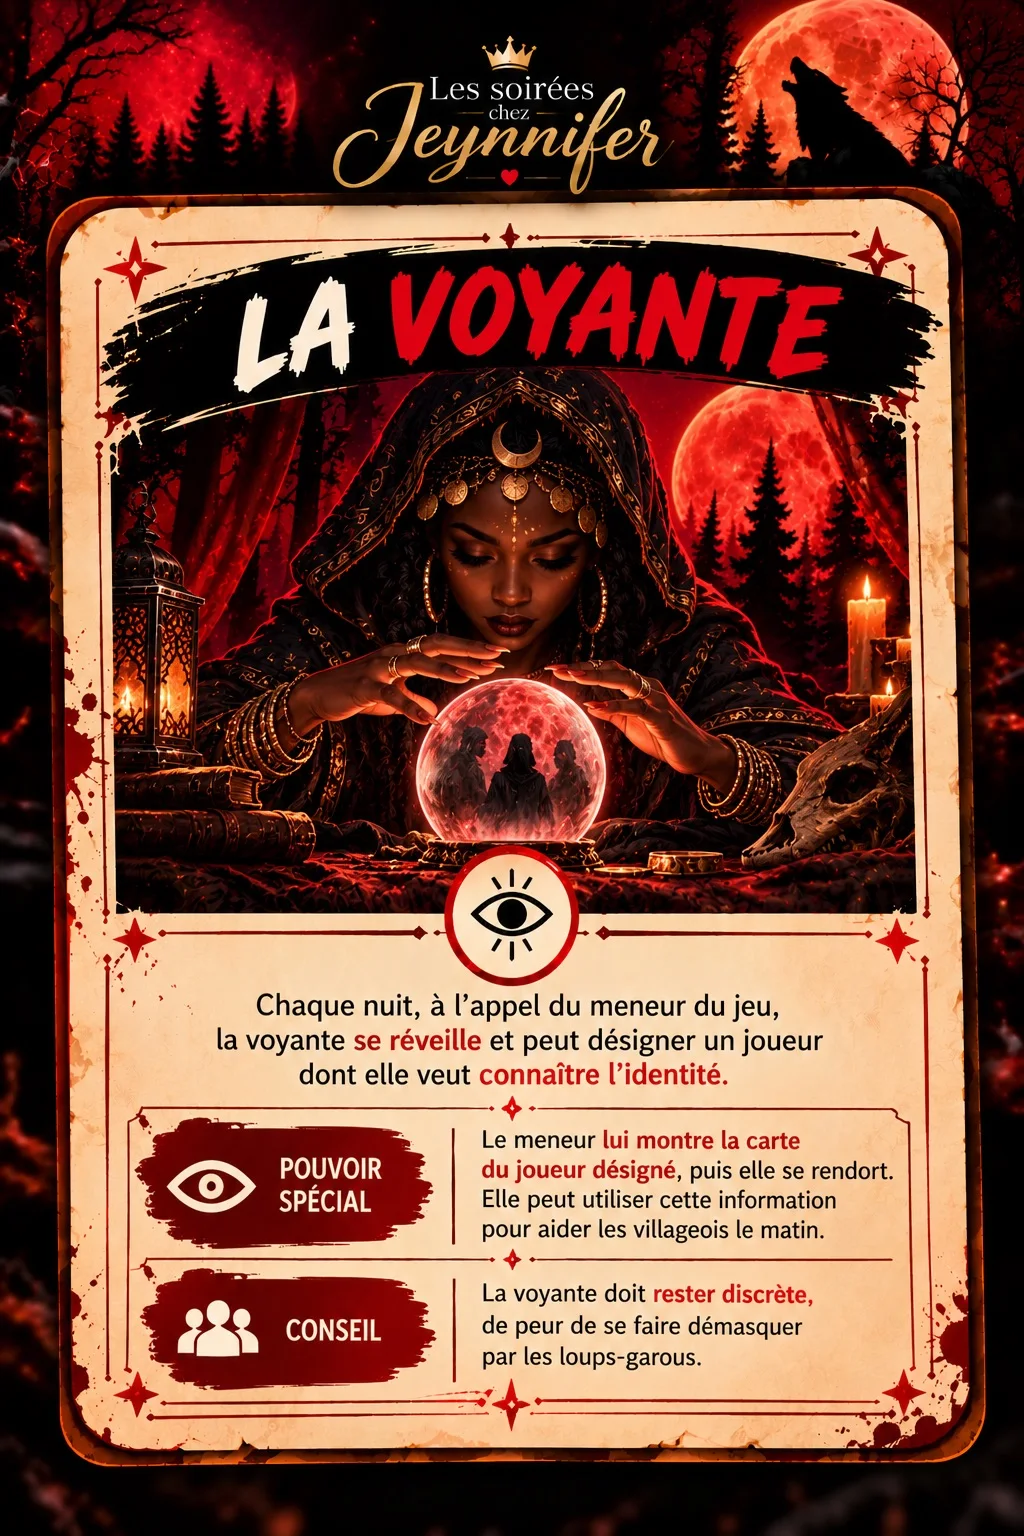 Les soirées
chez
Jeynnifer
LA VOYANTE
Chaque nuit, à l'appel du meneur du jeu,
la voyante se réveille et peut désigner un joueur
dont elle veut connaître l'identité.
POUVOIR
SPÉCIAL
Le meneur lui montre la carte
du joueur désigné, puis elle se rendort.
Elle peut utiliser cette information
pour aider les villageois le matin.
CONSEIL
La voyante doit rester discrète,
de peur de se faire démasquer
par les loups-garous.